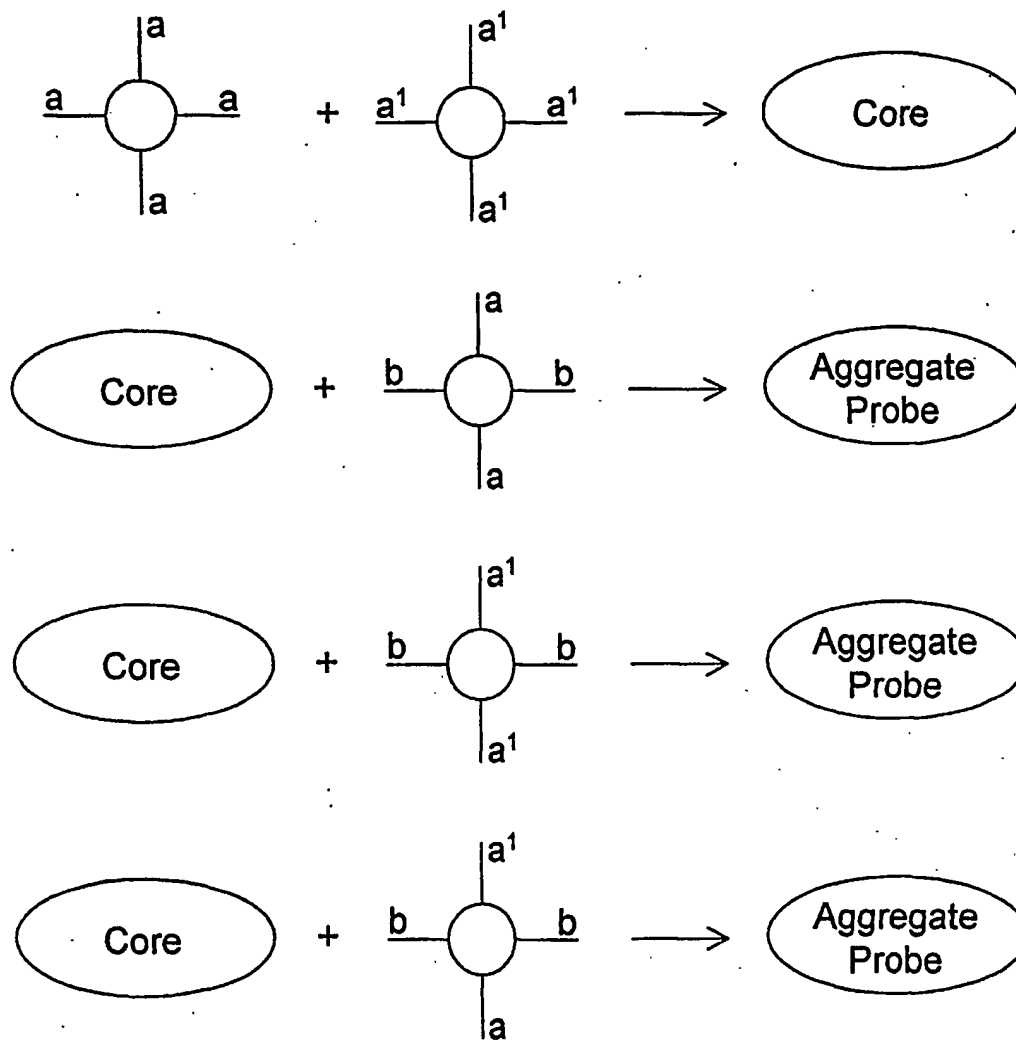 a a¹
a a + a¹ a¹ → Core
a a¹
a
Core + b b → Aggregate
Probe
a
a¹
Core + b b → Aggregate
Probe
a¹
a¹
Core + b b → Aggregate
Probe
a